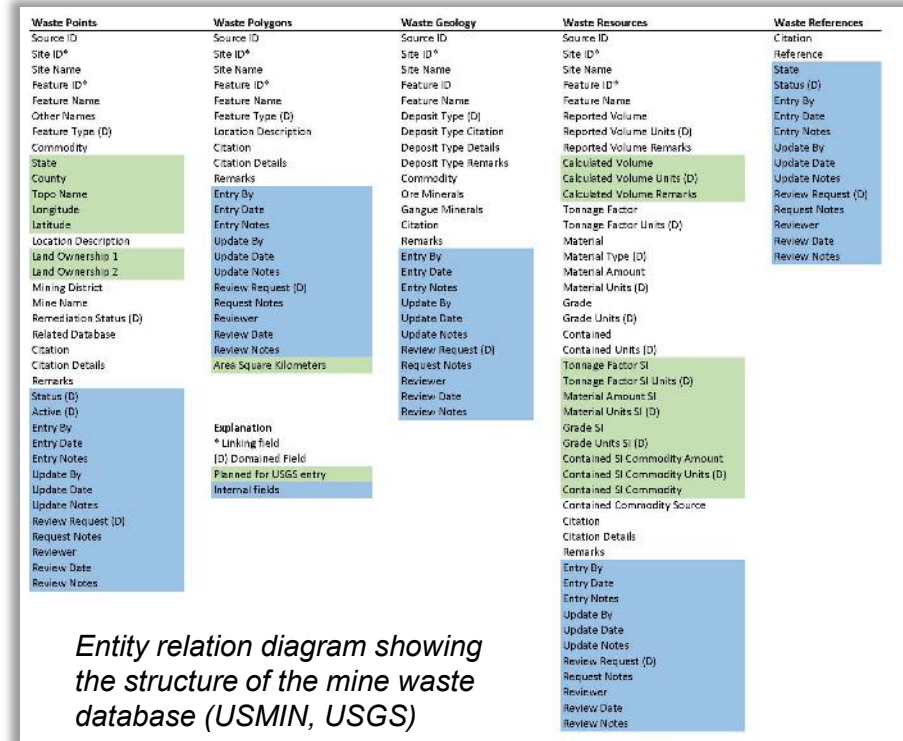 Waste Points
Source ID
Site ID*
Site Name
Feature ID*
Feature Name
Other Names
Feature Type (D)
Commodity
State
County
Topo Name
Longitude
Latitude
Location Description
Land Ownership 1
Land Ownership 2
Mining District
Mine Name
Remediation Status (D)
Related Database
Citation
Citation Details
Remarks
Status (D)
Active (D)
Entry By
Entry Date
Entry Notes
Update By
Update Date
Update Notes
Review Request (D)
Request Notes
Reviewer
Review Date
Review Notes
Waste Polygons
Source ID
Site ID*
Site Name
Feature ID*
Feature Name
Feature Type (D)
Location Description
Citation
Citation Details
Remarks
Entry By
Entry Date
Entry Notes
Update By
Update Date
Update Notes
Review Request (D)
Request Notes
Reviewer
Review Date
Review Notes
Area Square Kilometers
Explanation
* Linking field
(D) Domained Field
Planned for USGS entry
Internal fields
Waste Geology
Source ID
Site ID*
Site Name
Feature ID
Feature Name
Deposit Type (D)
Deposit Type Citation
Deposit Type Details
Deposit Type Remarks
Commodity
Ore Minerals
Gangue Minerals
Citation
Remarks
Entry By
Entry Date
Entry Notes
Update By
Update Date
Update Notes
Review Request (D)
Request Notes
Reviewer
Review Date
Review Notes
Waste Resources
Source ID
Site ID*
Site Name
Feature ID*
Feature Name
Reported Volume
Reported Volume Units (D)
Reported Volume Remarks
Calculated Volume
Calculated Volume Units (D)
Calculated Volume Remarks
Tonnage Factor
Tonnage Factor Units (D)
Material
Material Type (D)
Material Amount
Material Units (D)
Grade
Grade Units (D)
Contained
Contained Units (D)
Tonnage Factor SI
Tonnage Factor SI Units (D)
Material Amount SI
Material Units SI (D)
Grade SI
Grade Units SI (D)
Contained SI Commodity Amount
Contained SI Commodity Units (D)
Contained SI Commodity
Contained Commodity Source
Citation
Citation Details
Remarks
Entry By
Entry Date
Entry Notes
Update By
Update Date
Update Notes
Review Request (D)
Request Notes
Reviewer
Review Date
Review Notes
Waste References
Citation
Reference
State
Status (D)
Entry By
Entry Date
Entry Notes
Update By
Update Date
Update Notes
Review Request (D)
Request Notes
Reviewer
Review Date
Review Notes
Entity relation diagram showing
the structure of the mine waste
database (USMIN, USGS)